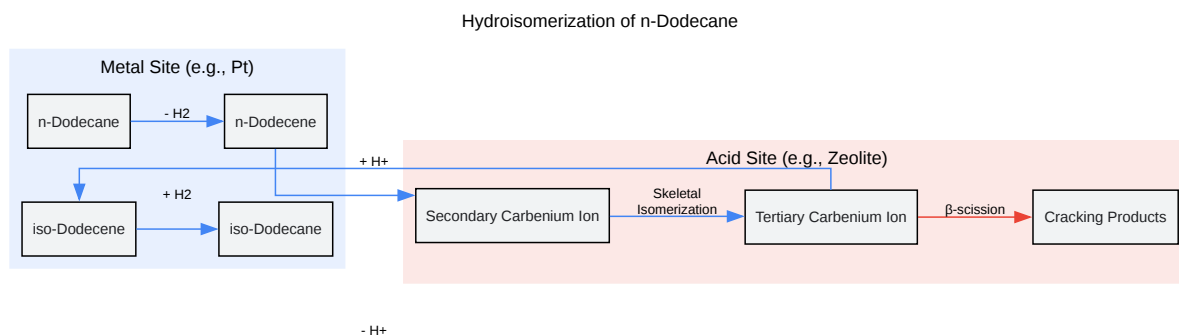 Hydroisomerization of n-Dodecane
Metal Site (e.g., Pt)
n-Dodecane
- H2
n-Dodecene
+ H+
Acid Site (e.g., Zeolite)
+ H2
iso-Dodecene
iso-Dodecane
Secondary Carbenium Ion
Skeletal
Isomerization
Tertiary Carbenium Ion
β-scission
Cracking Products
- H+